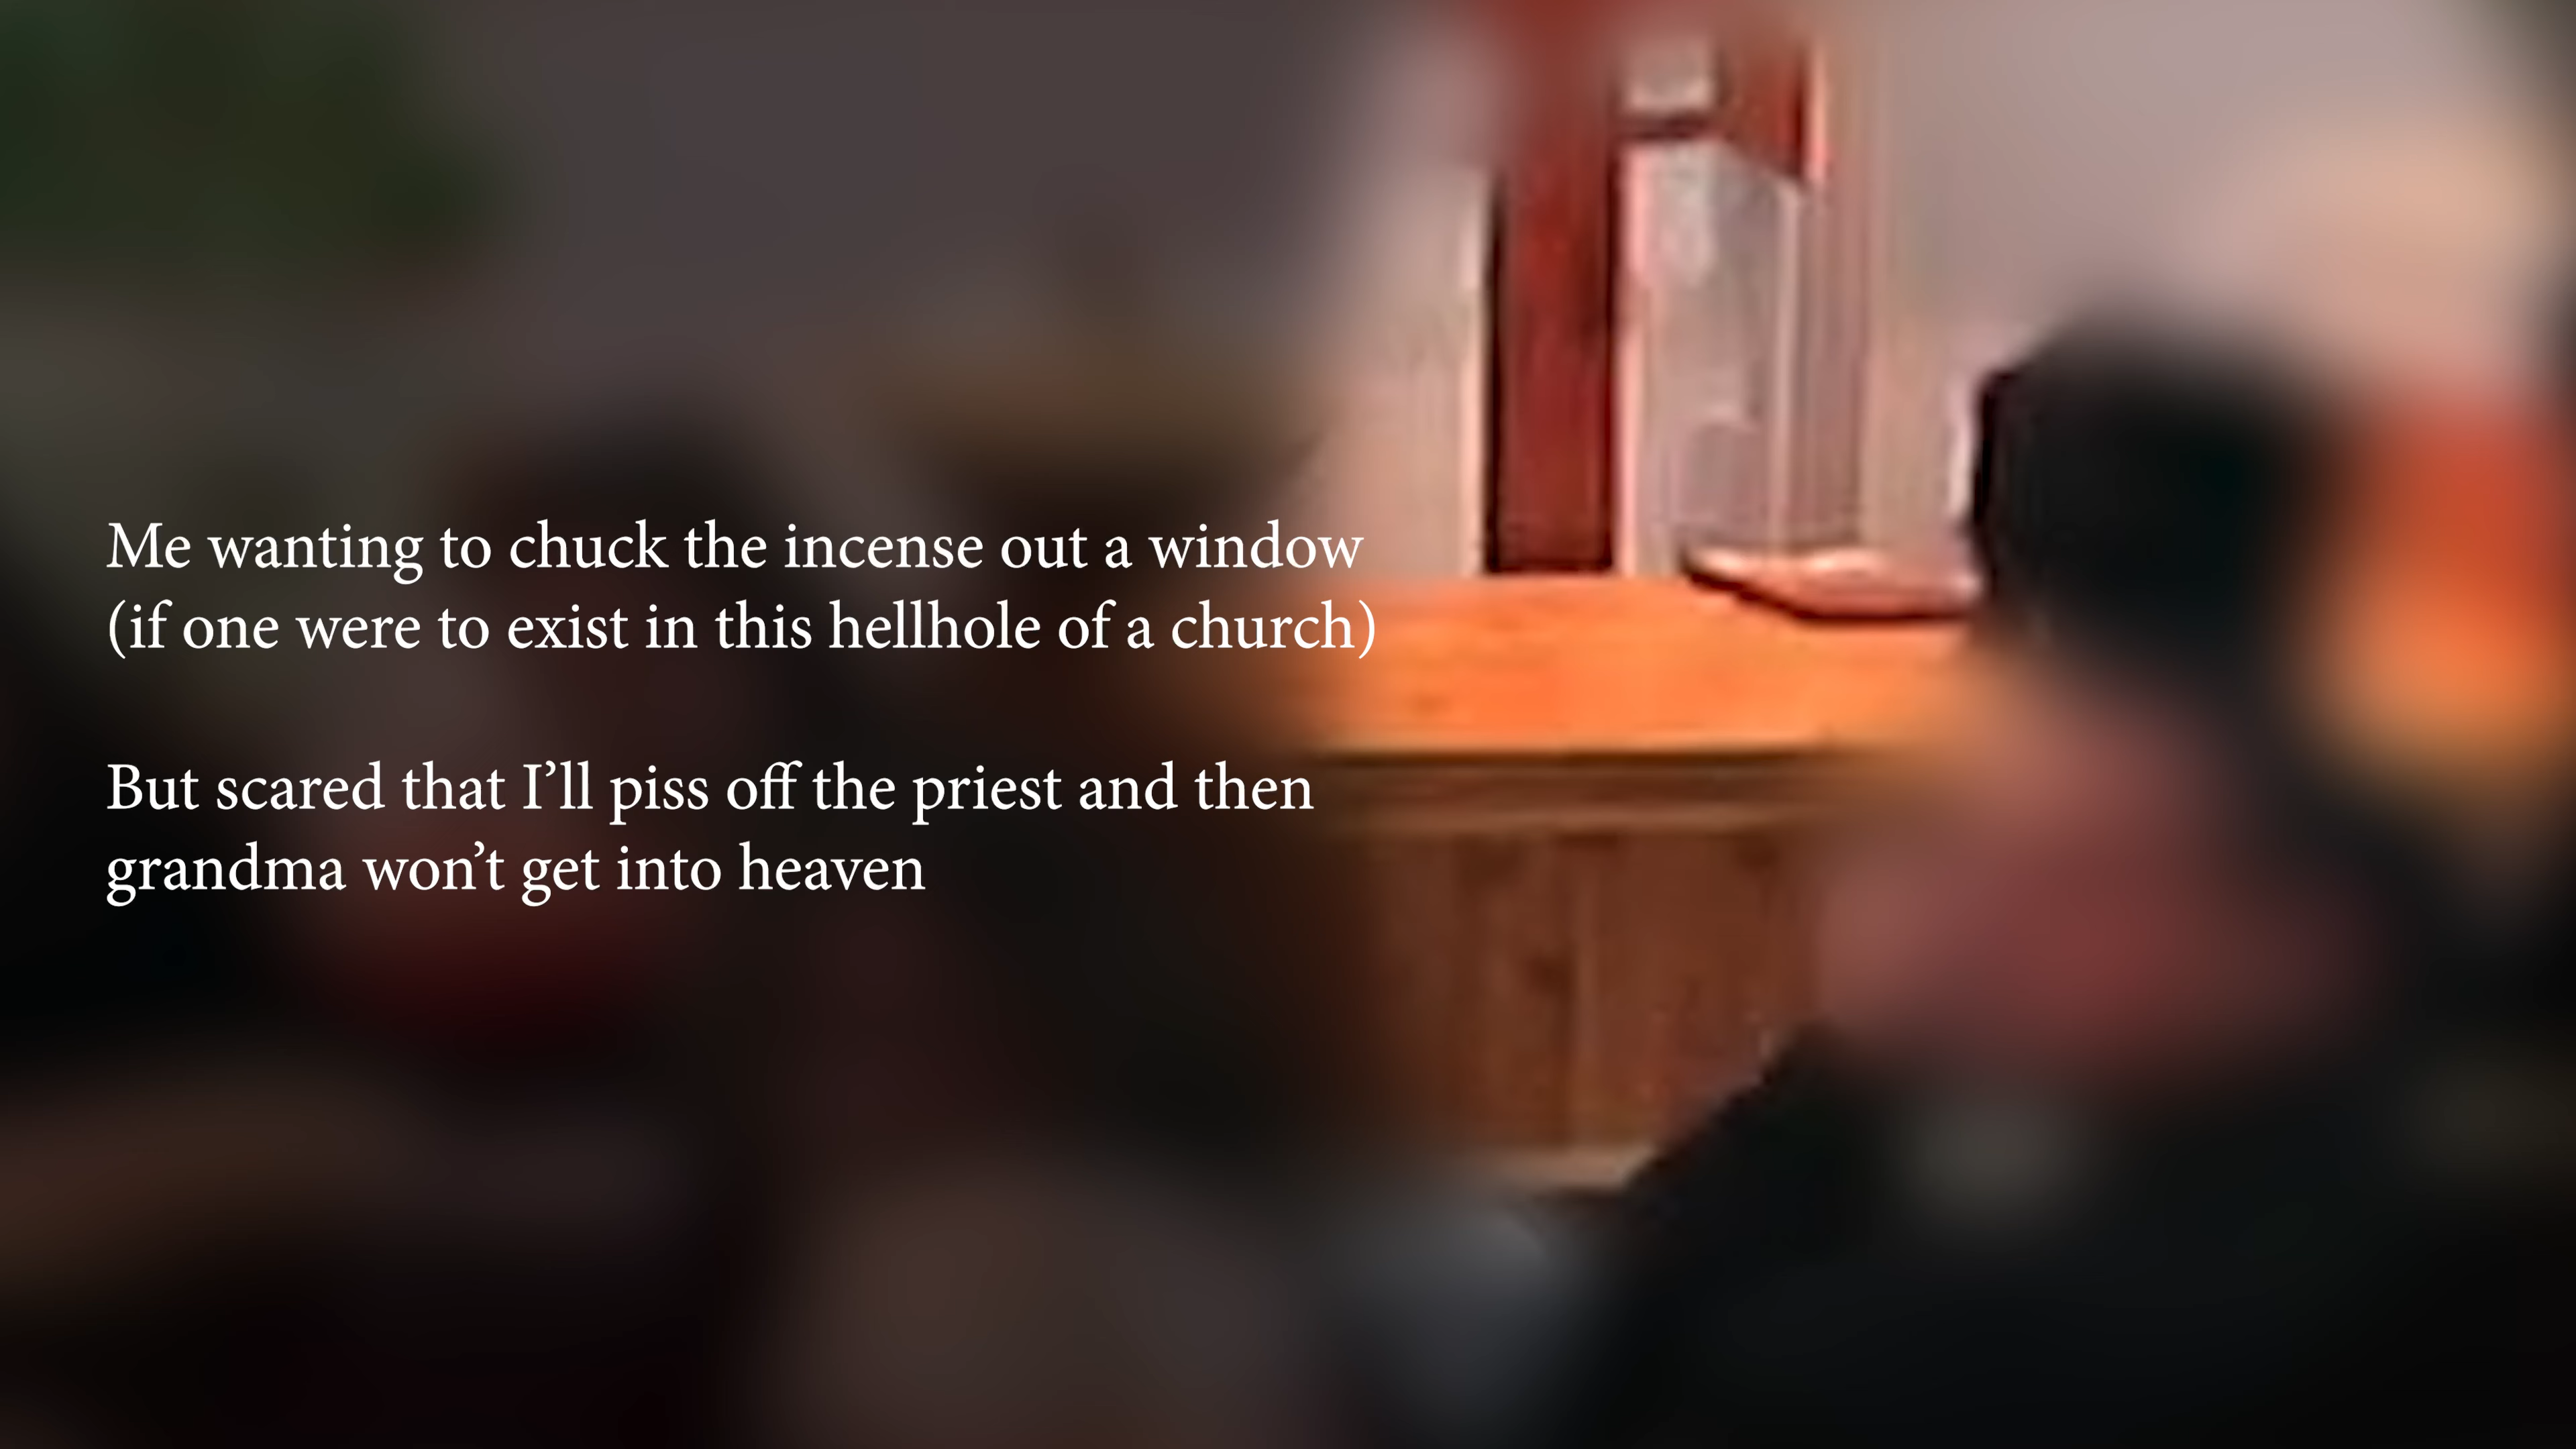 Me wanting to chuck the incense out a window
(if one were to exist in this hellhole of a church)
But scared that I’ll piss off the priest and then
grandma won’t get into heaven